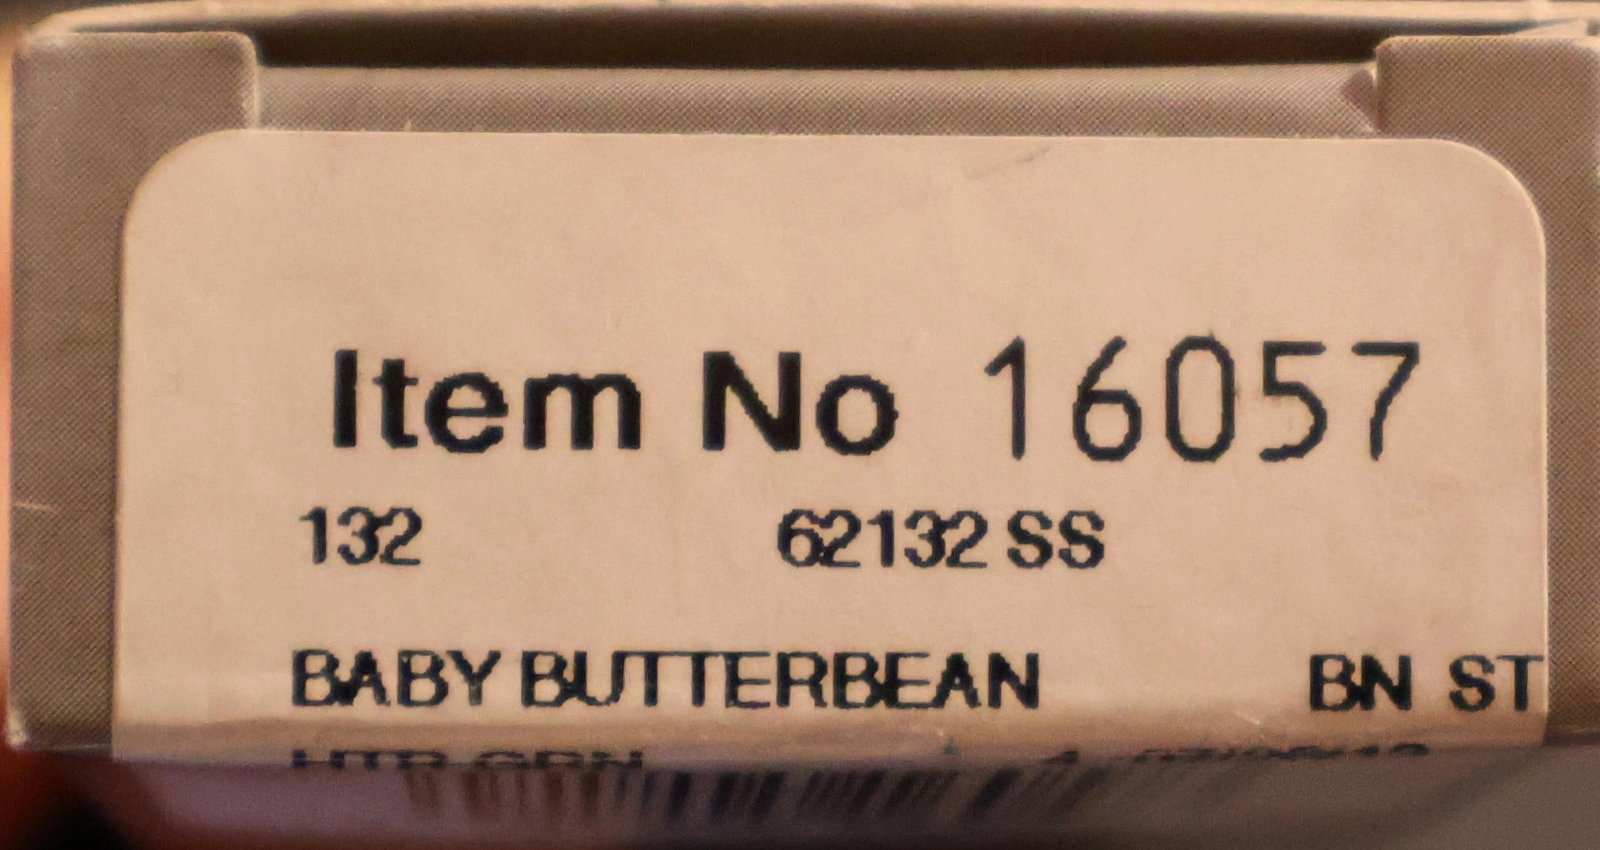 Item No 16057
132 62132 SS
BABY BUTTERBEAN BN ST